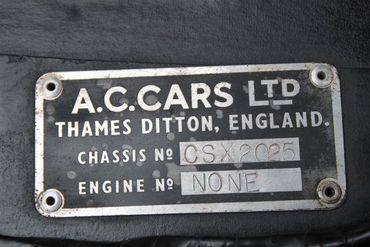 A.C.CARS LTD
THAMES DITTON, ENGLAND.
CHASSIS Nº CSX2025
ENGINE Nº NONE